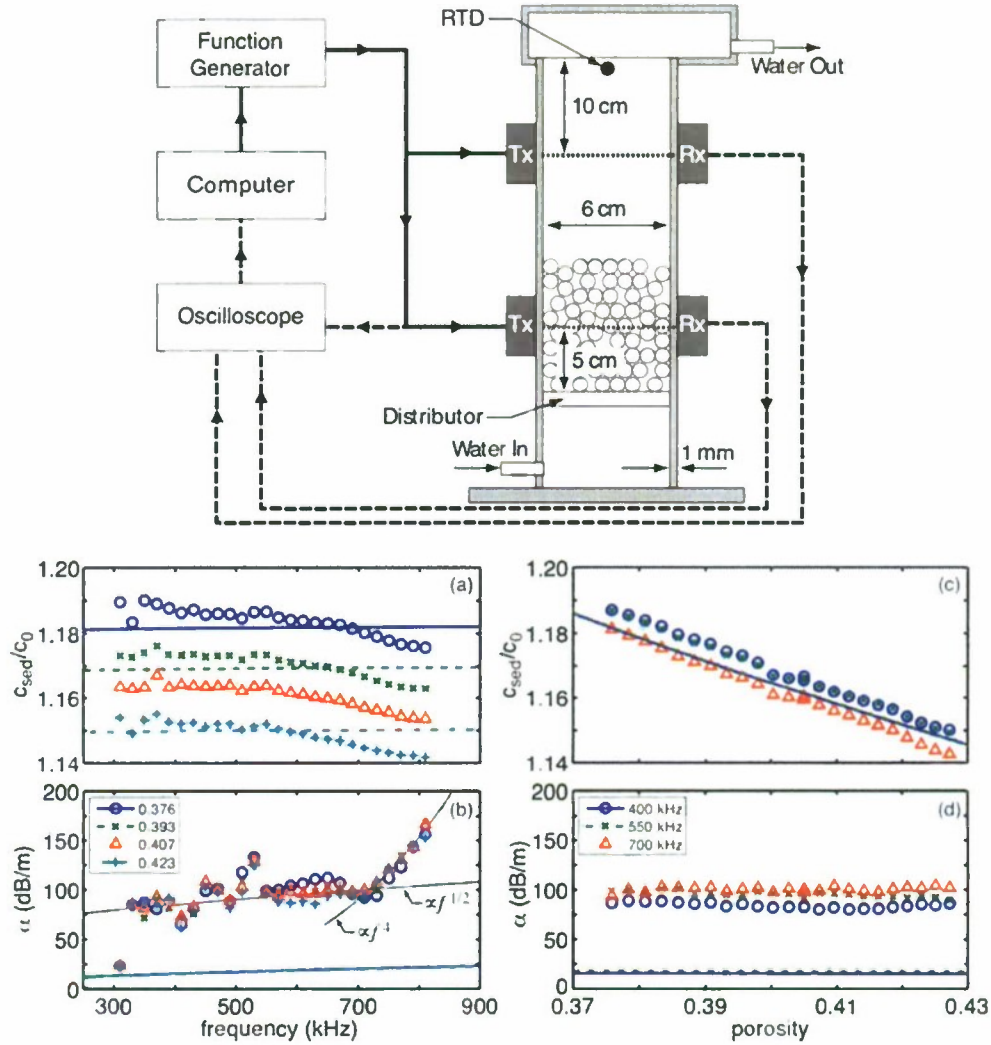 RTD
Function
Generator
Water Out
10 cm
Tx
Rx
Computer
6 cm
Oscilloscope
Tx
Rx
5 cm
Distributor
Water In
1 mm
1.20
1.18
1.16
1.14
c_sed/c_0
(a)
1.20
1.18
1.16
1.14
c_sed/c_0
(c)
200
150
100
50
0
α (dB/m)
0.376
0.393
0.407
0.423
(b)
∝f^1/2
∝f^4
300
500
700
900
frequency (kHz)
200
150
100
50
0
α (dB/m)
400 kHz
550 kHz
700 kHz
(d)
0.37
0.39
0.41
0.43
porosity